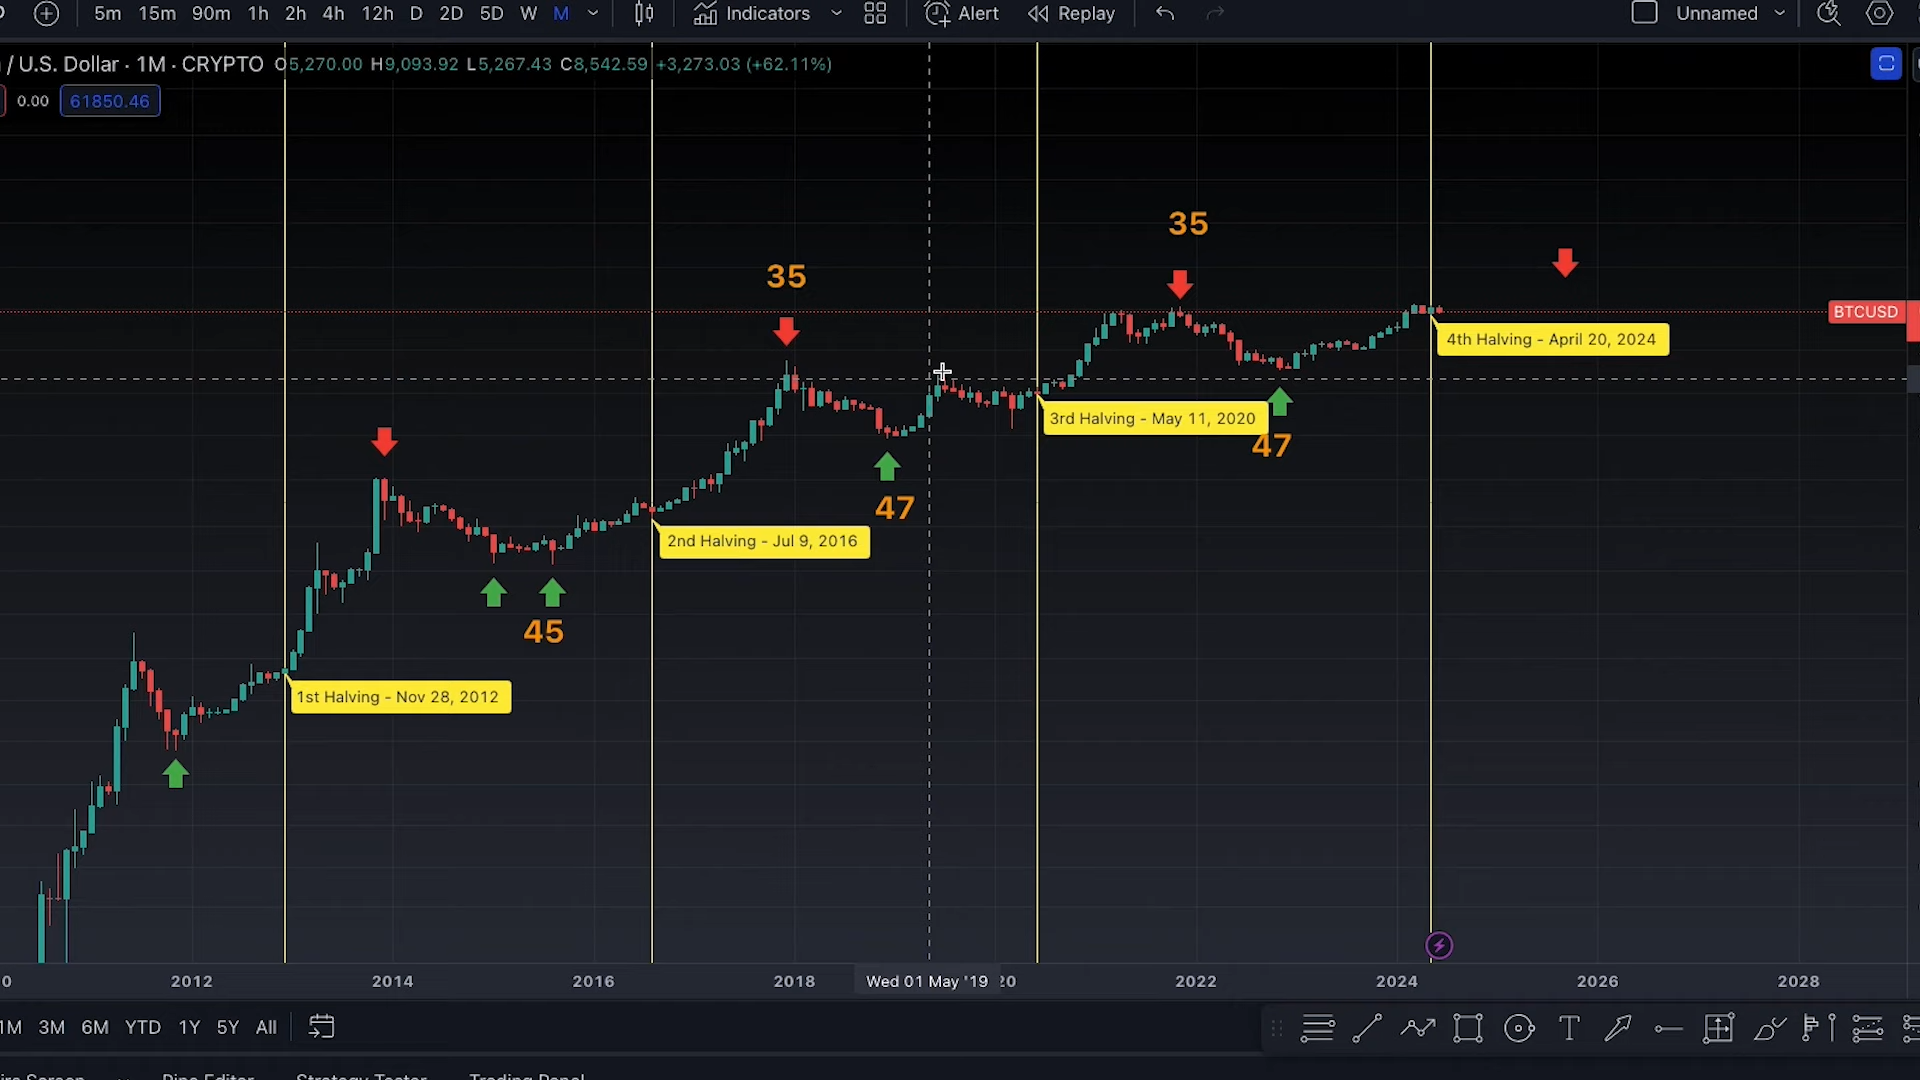 5m 15m 90m 1h 2h 4h 12h D 2D 5D W M Indicators Alert Replay Unnamed
/ U.S. Dollar · 1M · CRYPTO O5,270.00 H9,093.92 L5,267.43 C8,542.59 +3,273.03 (+62.11%)
0.00 61850.46
35
35
BTCUSD
4th Halving - April 20, 2024
3rd Halving - May 11, 2020
47
47
2nd Halving - Jul 9, 2016
45
1st Halving - Nov 28, 2012
0 2012 2014 2016 2018 Wed 01 May '19 20 2022 2024 2026 2028
1M 3M 6M YTD 1Y 5Y All
Pine Editor Strategy Tester Trading Panel